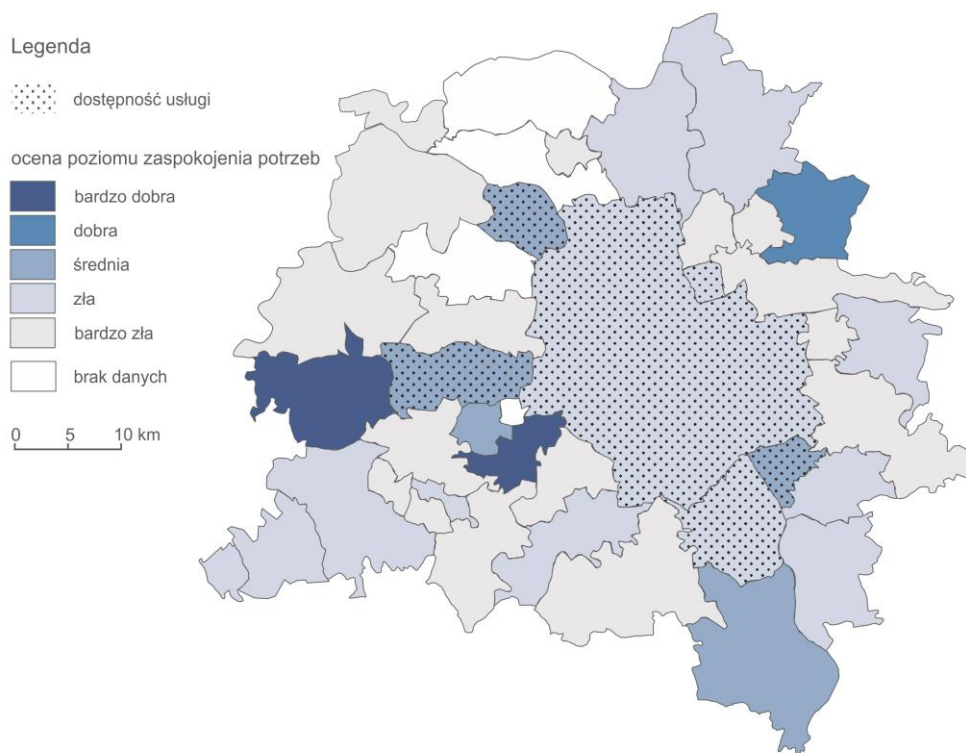 Legenda
dostępność usługi
ocena poziomu zaspokojenia potrzeb
bardzo dobra
dobra
średnia
zła
bardzo zła
brak danych
0 5 10 km